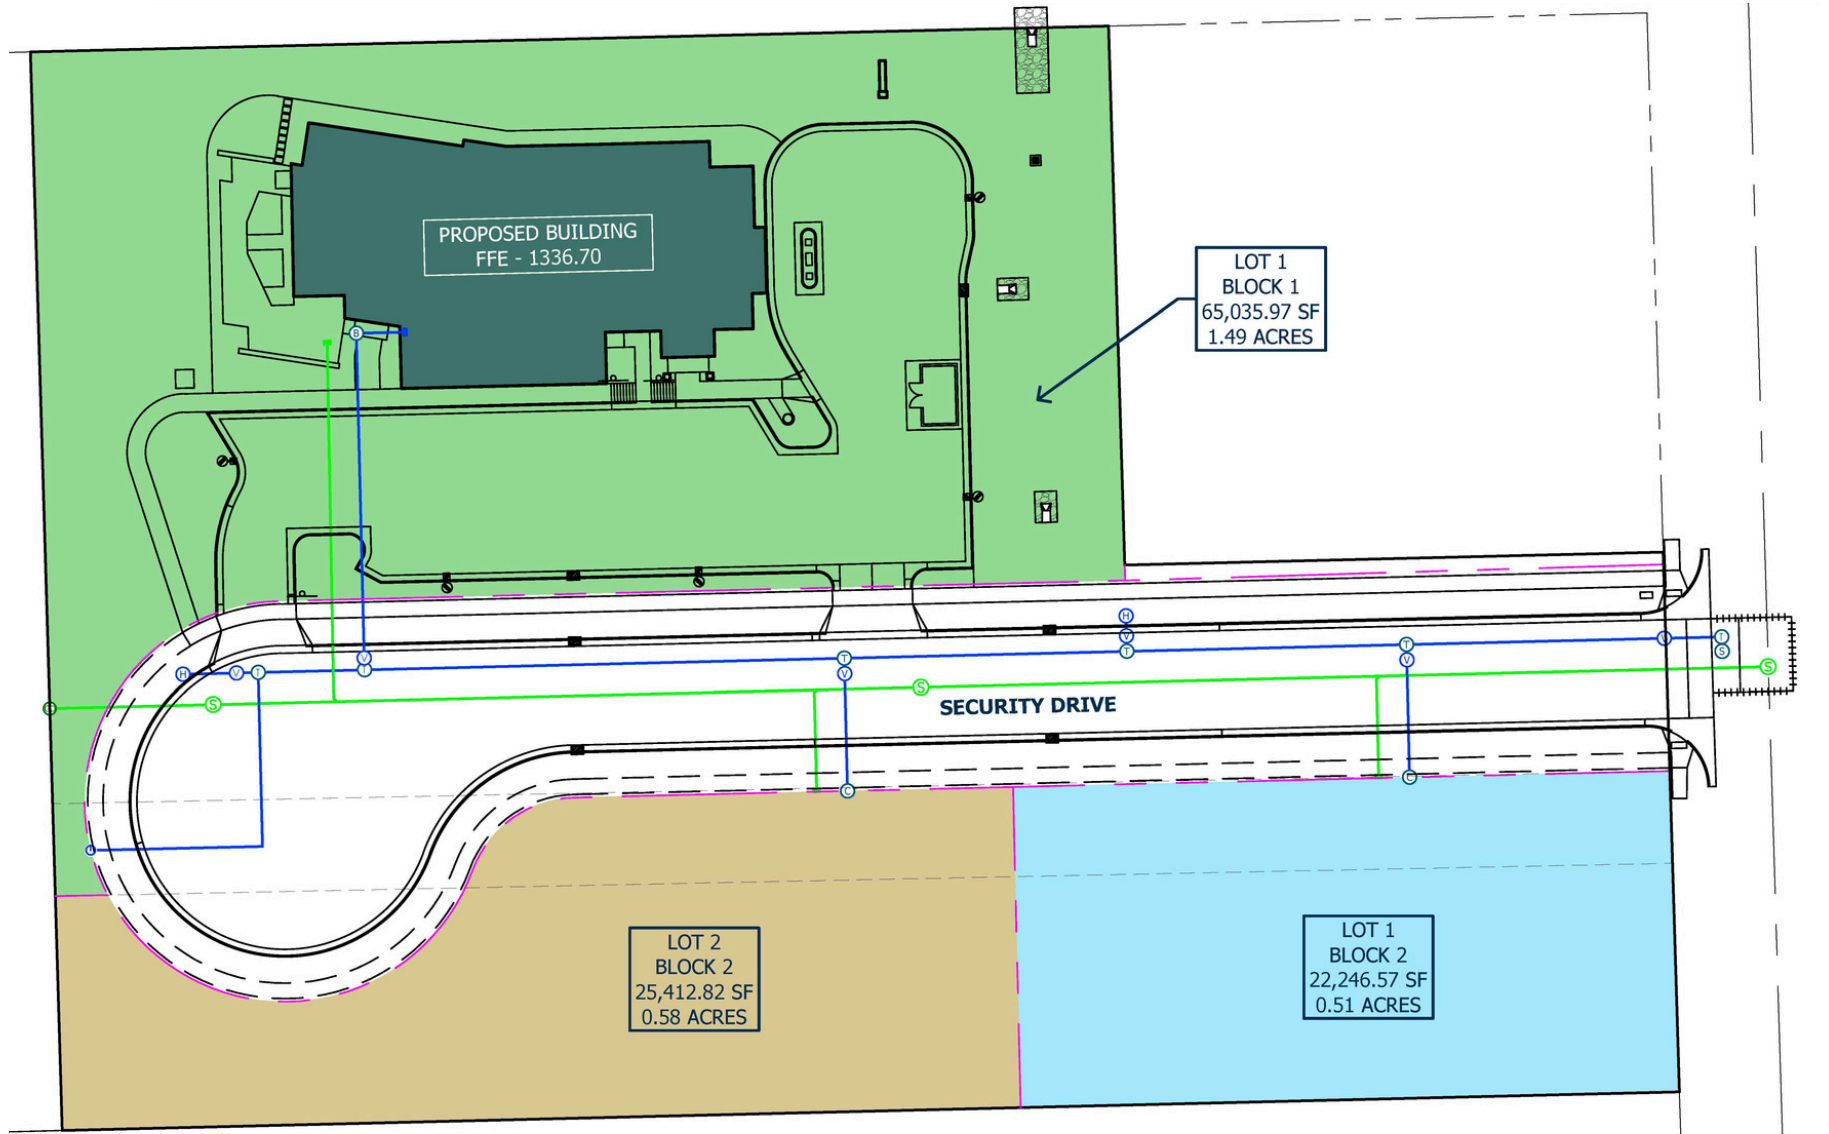 PROPOSED BUILDING
FFE - 1336.70
LOT 1
BLOCK 1
65,035.97 SF
1.49 ACRES
B
H
V
T
V
T
S
T
V
S
H
V
T
T
V
C
C
V
T
S
S
SECURITY DRIVE
LOT 2
BLOCK 2
25,412.82 SF
0.58 ACRES
LOT 1
BLOCK 2
22,246.57 SF
0.51 ACRES